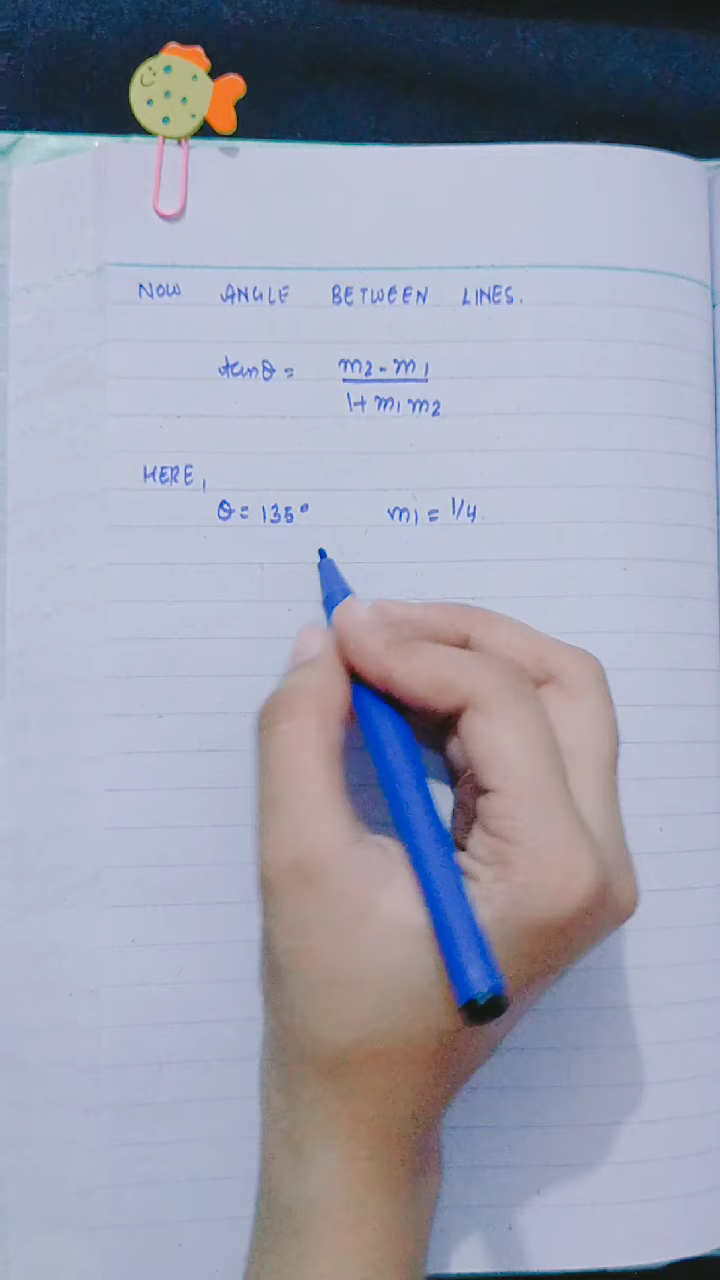 NOW ANGLE BETWEEN LINES.
tanθ = m2 - m1
1 + m1 m2
HERE,
θ = 135° m1 = 1/4.